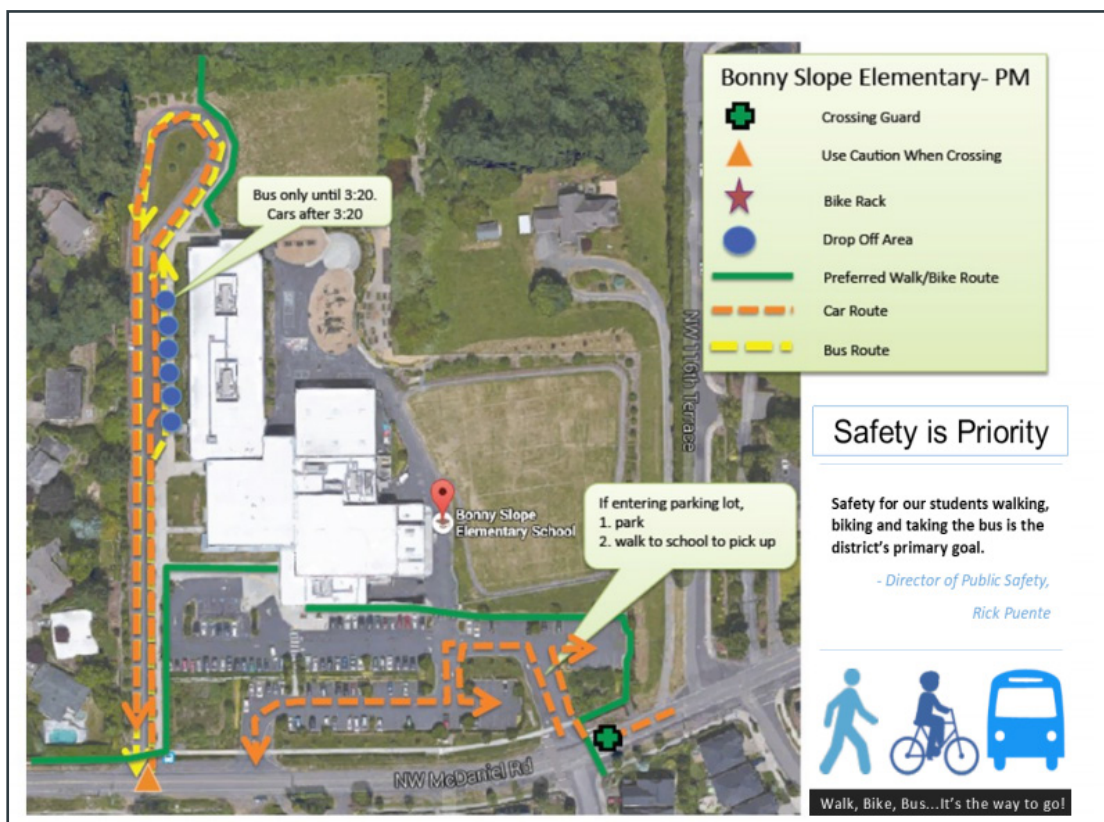 Bonny Slope Elementary- PM
Crossing Guard
Use Caution When Crossing
Bike Rack
Drop Off Area
Preferred Walk/Bike Route
Car Route
Bus Route
Bus only until 3:20.
Cars after 3:20
NW 116th Terrace
If entering parking lot,
1. park
2. walk to school to pick up
Bonny Slope
Elementary School
NW McDaniel Rd
Safety is Priority
Safety for our students walking,
biking and taking the bus is the
district's primary goal.
- Director of Public Safety,
Rick Puente
Walk, Bike, Bus...It's the way to go!